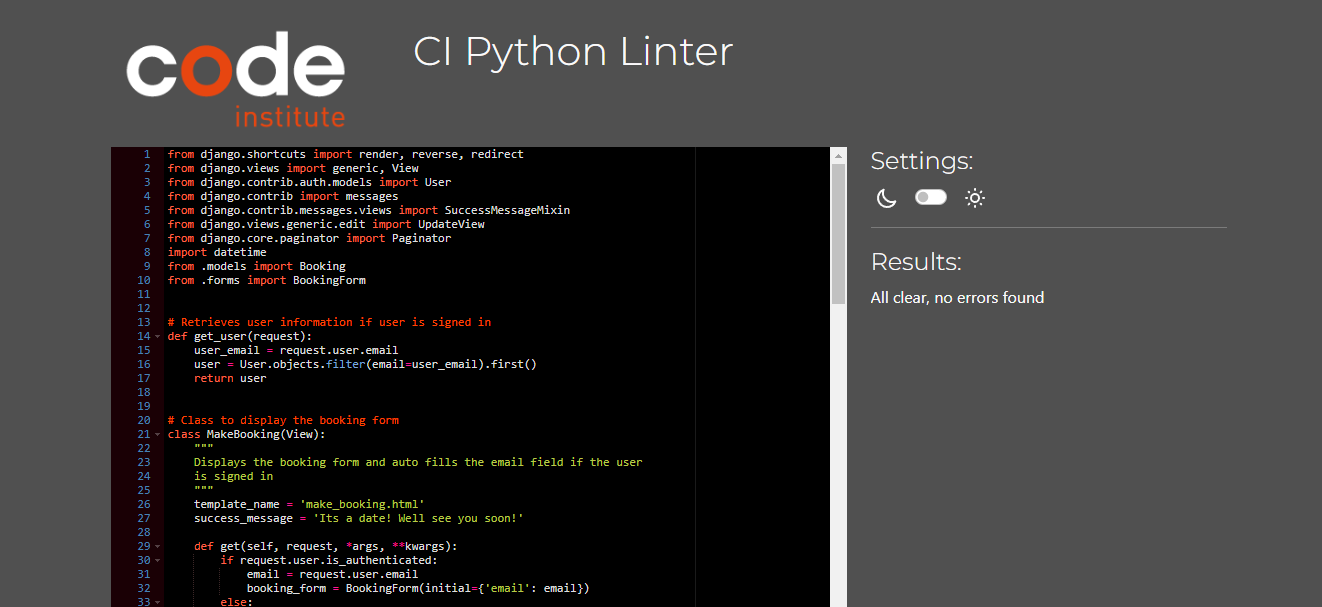 code
institute
CI Python Linter
1 from django.shortcuts import render, reverse, redirect
2 from django.views import generic, View
3 from django.contrib.auth.models import User
4 from django.contrib import messages
5 from django.contrib.messages.views import SuccessMessageMixin
6 from django.views.generic.edit import UpdateView
7 from django.core.paginator import Paginator
8 import datetime
9 from .models import Booking
10 from .forms import BookingForm
11
12
13 # Retrieves user information if user is signed in
14 def get_user(request):
15     user_email = request.user.email
16     user = User.objects.filter(email=user_email).first()
17     return user
18
19
20 # Class to display the booking form
21 class MakeBooking(View):
22     """
23     Displays the booking form and auto fills the email field if the user
24     is signed in
25     """
26     template_name = 'make_booking.html'
27     success_message = 'Its a date! Well see you soon!'
28
29     def get(self, request, *args, **kwargs):
30         if request.user.is_authenticated:
31             email = request.user.email
32             booking_form = BookingForm(initial={'email': email})
33         else:
Settings:
Results:
All clear, no errors found